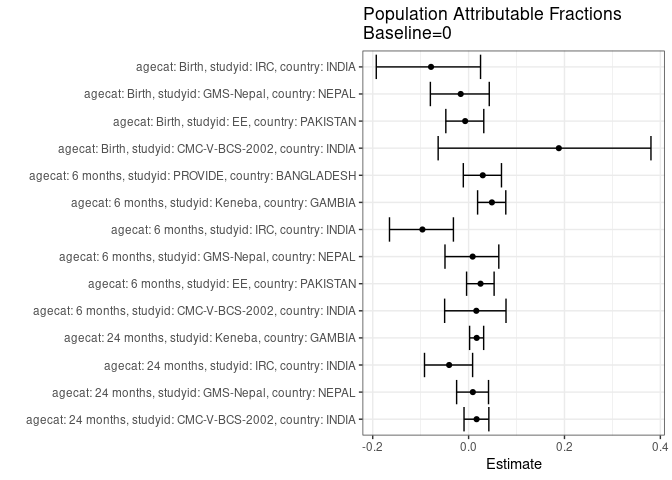 Population Attributable Fractions
Baseline=0
agecat: Birth, studyid: IRC, country: INDIA
agecat: Birth, studyid: GMS-Nepal, country: NEPAL
agecat: Birth, studyid: EE, country: PAKISTAN
agecat: Birth, studyid: CMC-V-BCS-2002, country: INDIA
agecat: 6 months, studyid: PROVIDE, country: BANGLADESH
agecat: 6 months, studyid: Keneba, country: GAMBIA
agecat: 6 months, studyid: IRC, country: INDIA
agecat: 6 months, studyid: GMS-Nepal, country: NEPAL
agecat: 6 months, studyid: EE, country: PAKISTAN
agecat: 6 months, studyid: CMC-V-BCS-2002, country: INDIA
agecat: 24 months, studyid: Keneba, country: GAMBIA
agecat: 24 months, studyid: IRC, country: INDIA
agecat: 24 months, studyid: GMS-Nepal, country: NEPAL
agecat: 24 months, studyid: CMC-V-BCS-2002, country: INDIA
-0.2 0.0 0.2 0.4
Estimate